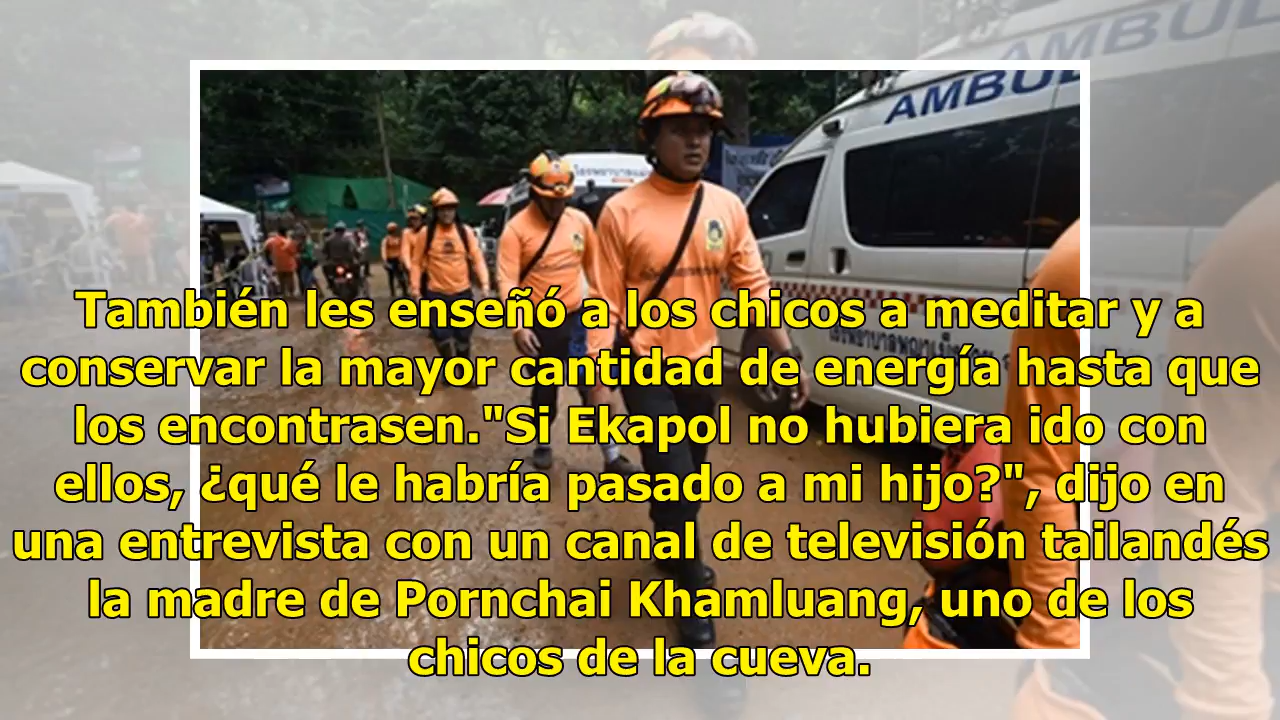 AMBUL
AMBU
También les enseñó a los chicos a meditar y a
conservar la mayor cantidad de energía hasta que
los encontrasen."Si Ekapol no hubiera ido con
ellos, ¿qué le habría pasado a mi hijo?", dijo en
una entrevista con un canal de televisión tailandés
la madre de Pornchai Khamluang, uno de los
chicos de la cueva.